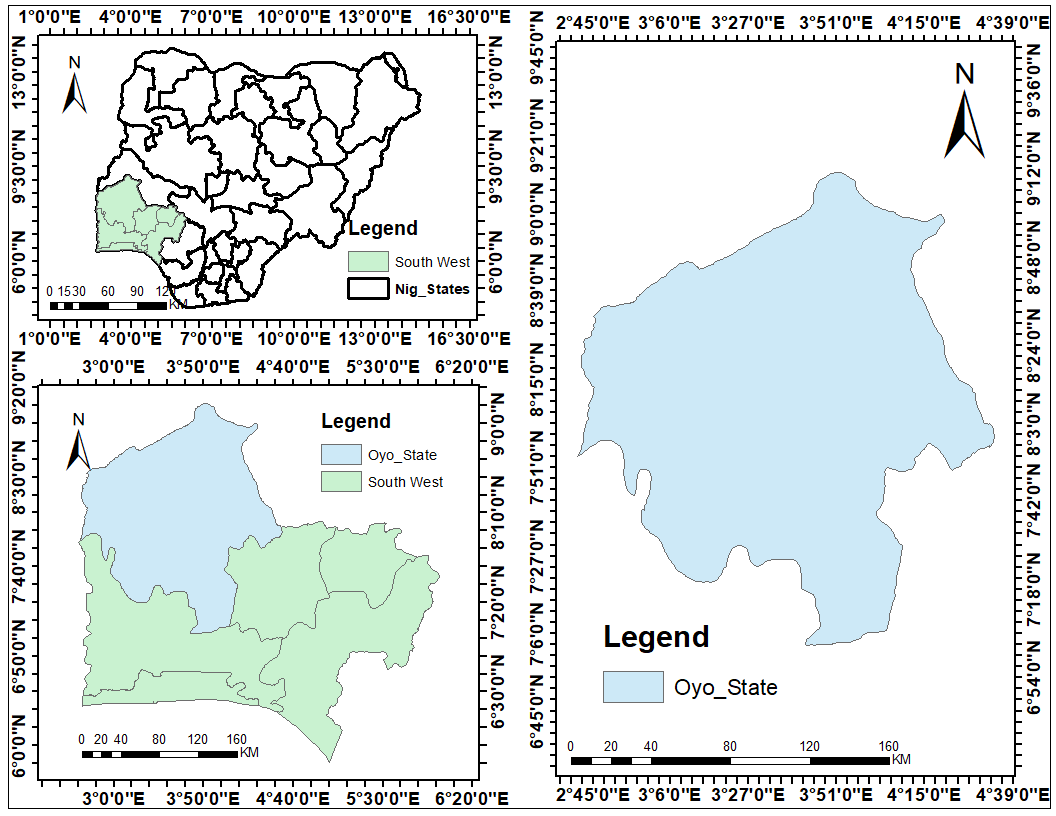 1°0'0"E 4°0'0"E 7°0'0"E 10°0'0"E 13°0'0"E 16°30'0"E
13°0'0"N
9°30'0"N
6°0'0"N
N
13°0'0"N
9°30'0"N
6°0'0"N
Legend
South West
Nig_States
0 15 30 60 90 120
KM
1°0'0"E 4°0'0"E 7°0'0"E 10°0'0"E 13°0'0"E 16°30'0"E
3°0'0"E 3°50'0"E 4°40'0"E 5°30'0"E 6°20'0"E
9°20'0"N
8°30'0"N
7°40'0"N
6°50'0"N
6°0'0"N
N
9°0'0"N
8°10'0"N
7°20'0"N
6°30'0"N
Legend
Oyo_State
South West
0 20 40 80 120 160
KM
3°0'0"E 3°50'0"E 4°40'0"E 5°30'0"E 6°20'0"E
2°45'0"E 3°6'0"E 3°27'0"E 3°51'0"E 4°15'0"E 4°39'0"E
9°45'0"N
9°21'0"N
9°0'0"N
8°39'0"N
8°15'0"N
7°51'0"N
7°27'0"N
7°6'0"N
6°45'0"N
N
9°36'0"N
9°12'0"N
8°48'0"N
8°24'0"N
8°3'0"N
7°42'0"N
7°18'0"N
6°54'0"N
Legend
Oyo_State
0 20 40 80 120 160
KM
2°45'0"E 3°6'0"E 3°27'0"E 3°51'0"E 4°15'0"E 4°39'0"E